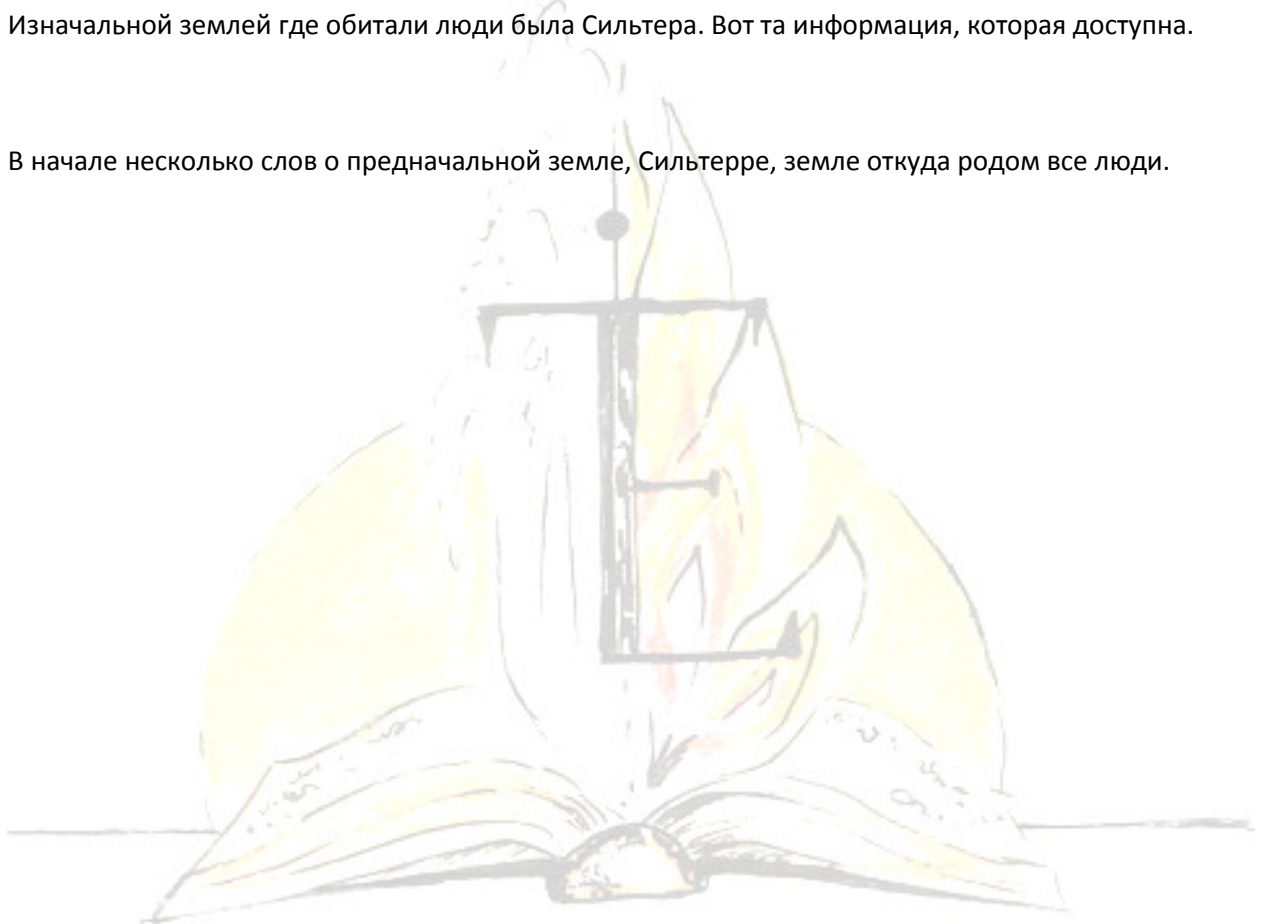 Изначальной землей где обитали люди была Сильтера. Вот та информация, которая доступна.
В начале несколько слов о предначальной земле, Сильтерре, земле откуда родом все люди.